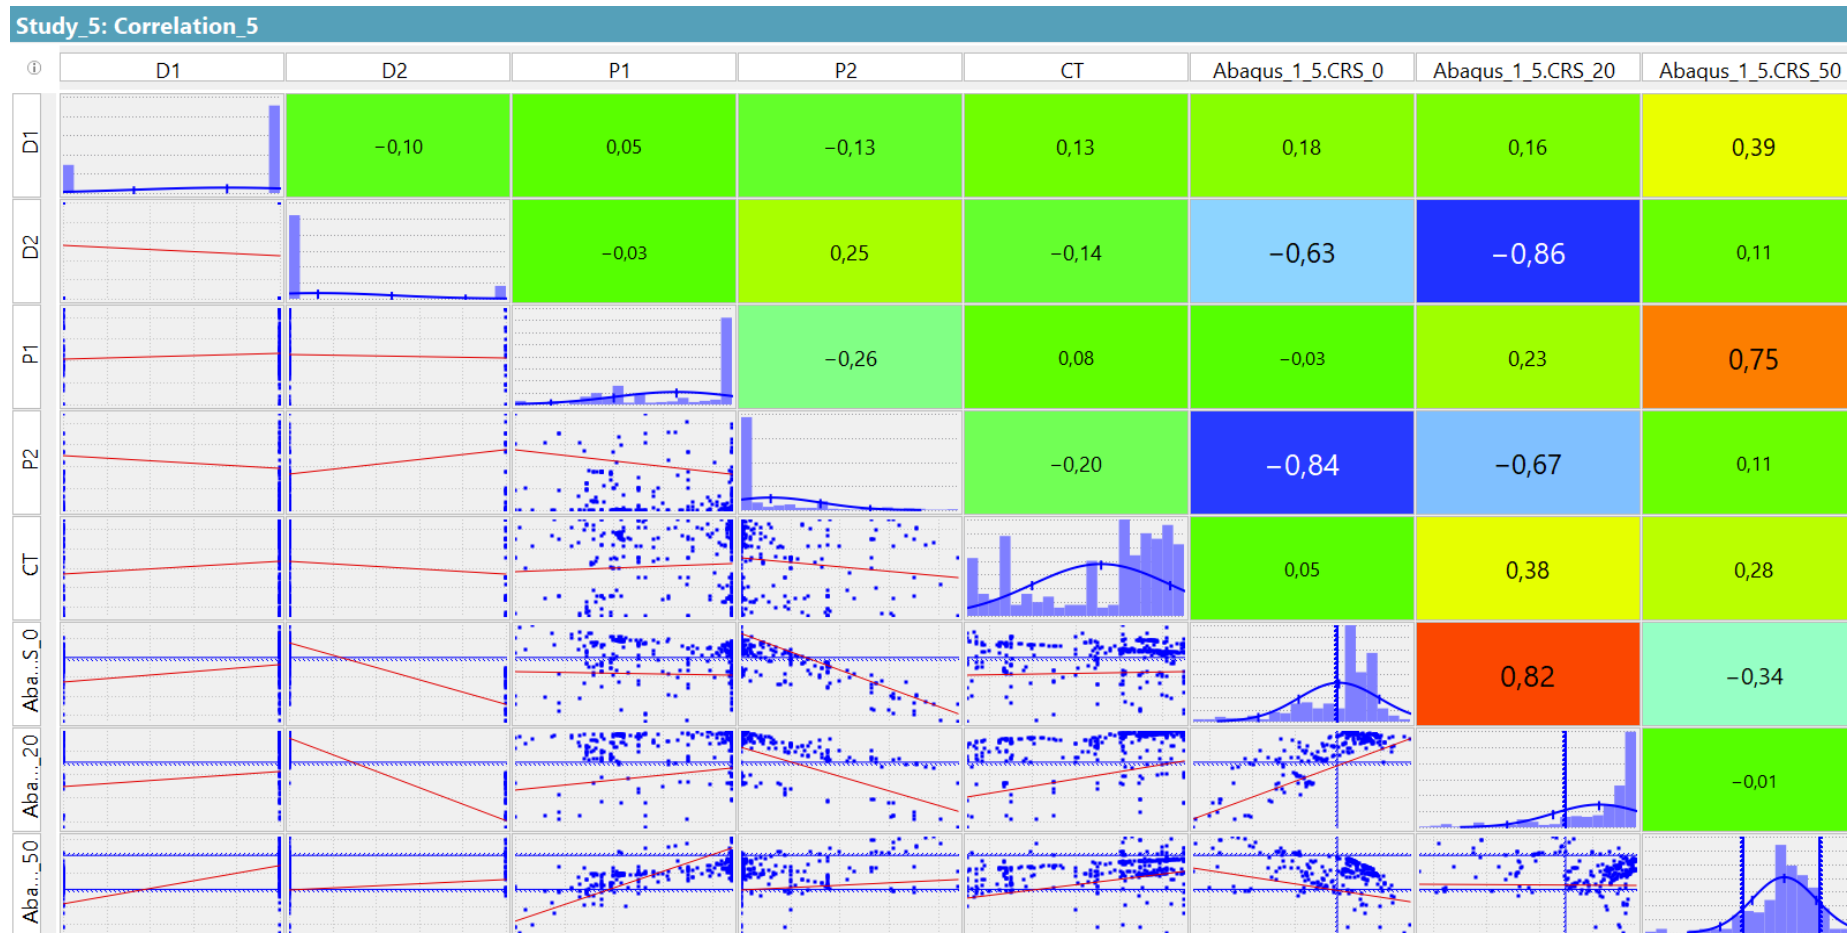 Study_5: Correlation_5
D1 D2 P1 P2 CT Abaqus_1_5.CRS_0 Abaqus_1_5.CRS_20 Abaqus_1_5.CRS_50
D1 −0,10 0,05 −0,13 0,13 0,18 0,16 0,39
D2 −0,03 0,25 −0,14 −0,63 −0,86 0,11
P1 −0,26 0,08 −0,03 0,23 0,75
P2 −0,20 −0,84 −0,67 0,11
CT 0,05 0,38 0,28
Aba...S_0 0,82 −0,34
Aba..._20 −0,01
Aba..._50